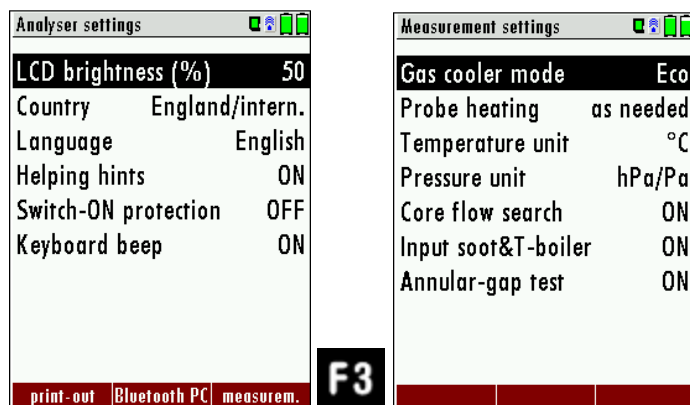 Analyser settings
LCD brightness (%) 50
Country England/intern.
Language English
Helping hints ON
Switch-ON protection OFF
Keyboard beep ON
print-out Bluetooth PC measurem.
F3
Measurement settings
Gas cooler mode Eco
Probe heating as needed
Temperature unit °C
Pressure unit hPa/Pa
Core flow search ON
Input soot&T-boiler ON
Annular-gap test ON